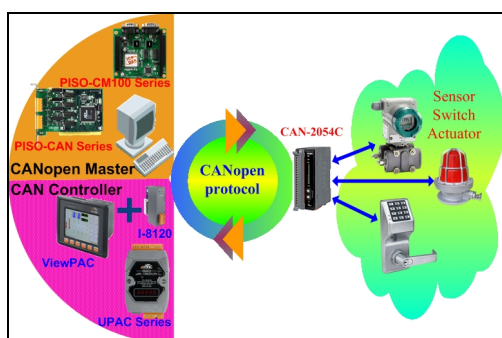 PISO-CM100 Series
PISO-CAN Series
CANopen Master
CAN Controller
I-8120
ViewPAC
UPAC Series
CANopen
protocol
CAN-2054C
Sensor
Switch
Actuator